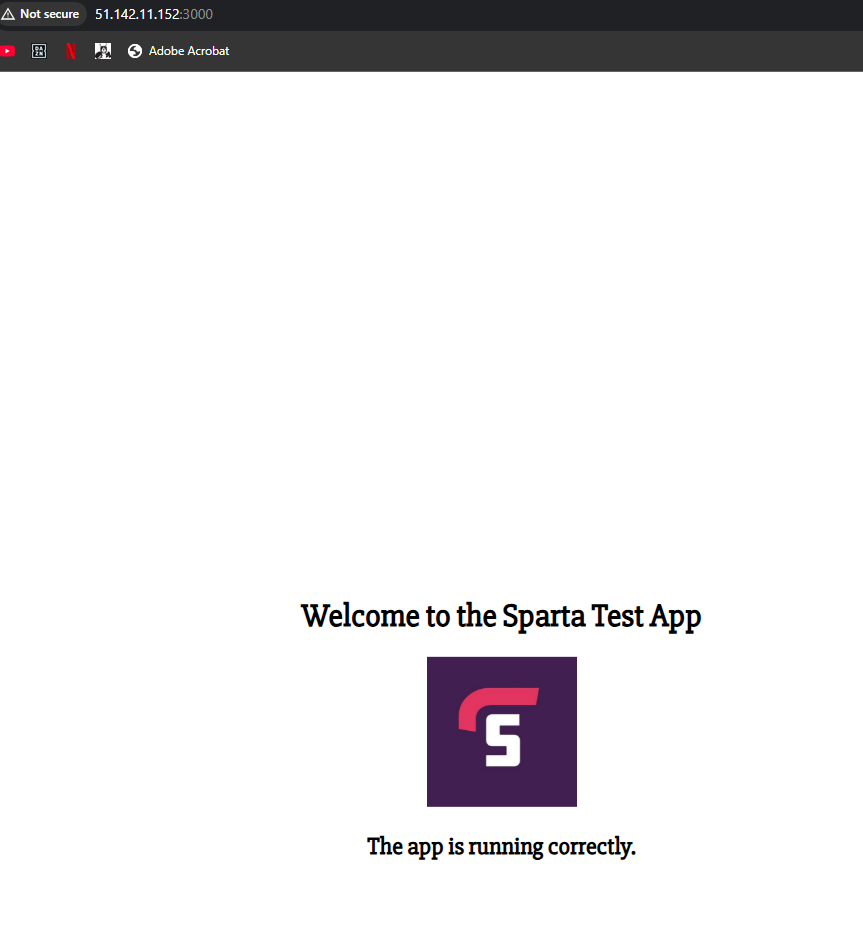 Not secure 51.142.11.152:3000
DA ZN N Adobe Acrobat
Welcome to the Sparta Test App
S
The app is running correctly.